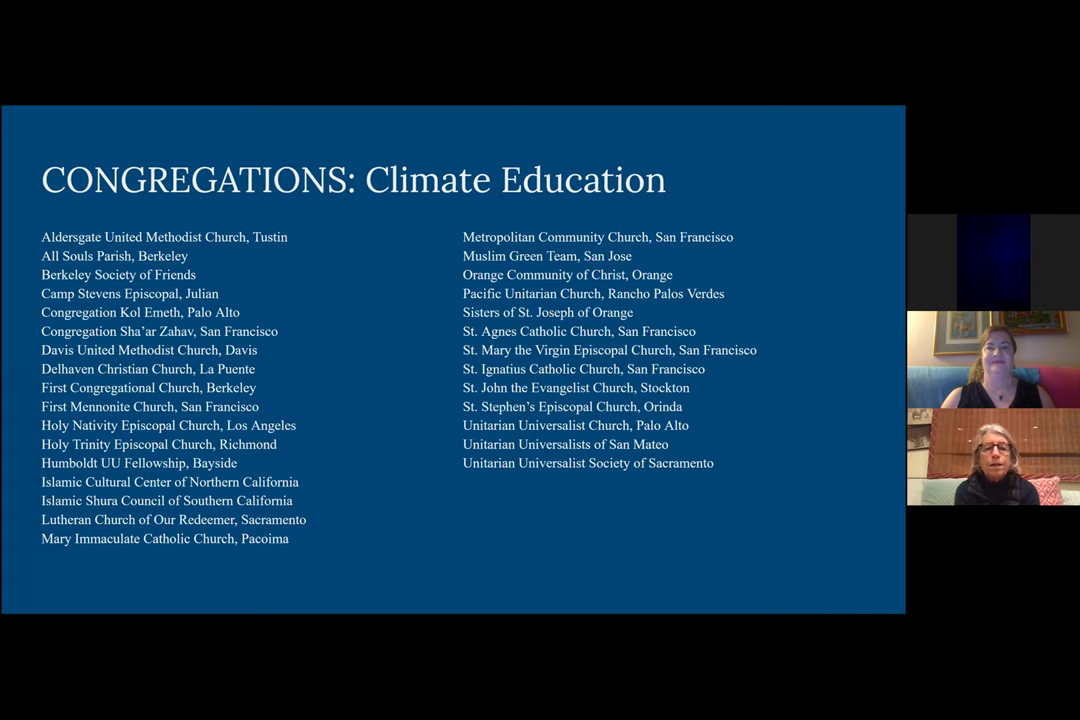 CONGREGATIONS: Climate Education
Aldersgate United Methodist Church, Tustin
All Souls Parish, Berkeley
Berkeley Society of Friends
Camp Stevens Episcopal, Julian
Congregation Kol Emeth, Palo Alto
Congregation Sha'ar Zahav, San Francisco
Davis United Methodist Church, Davis
Delhaven Christian Church, La Puente
First Congregational Church, Berkeley
First Mennonite Church, San Francisco
Holy Nativity Episcopal Church, Los Angeles
Holy Trinity Episcopal Church, Richmond
Humboldt UU Fellowship, Bayside
Islamic Cultural Center of Northern California
Islamic Shura Council of Southern California
Lutheran Church of Our Redeemer, Sacramento
Mary Immaculate Catholic Church, Pacoima
Metropolitan Community Church, San Francisco
Muslim Green Team, San Jose
Orange Community of Christ, Orange
Pacific Unitarian Church, Rancho Palos Verdes
Sisters of St. Joseph of Orange
St. Agnes Catholic Church, San Francisco
St. Mary the Virgin Episcopal Church, San Francisco
St. Ignatius Catholic Church, San Francisco
St. John the Evangelist Church, Stockton
St. Stephen's Episcopal Church, Orinda
Unitarian Universalist Church, Palo Alto
Unitarian Universalists of San Mateo
Unitarian Universalist Society of Sacramento